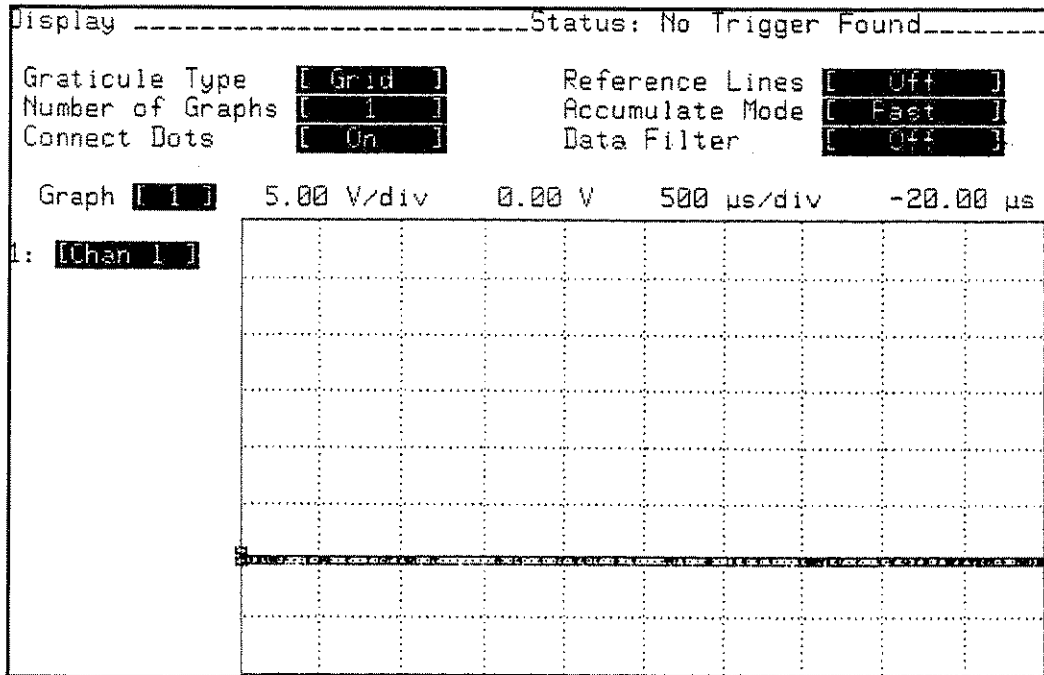 Display Status: No Trigger Found
Graticule Type [ Grid ] Reference Lines [ Off ]
Number of Graphs [ 1 ] Accumulate Mode [ Fast ]
Connect Dots [ On ] Data Filter [ Off ]
Graph [ 1 ] 5.00 V/div 0.00 V 500 µs/div -20.00 µs
1: [Chan 1 ]